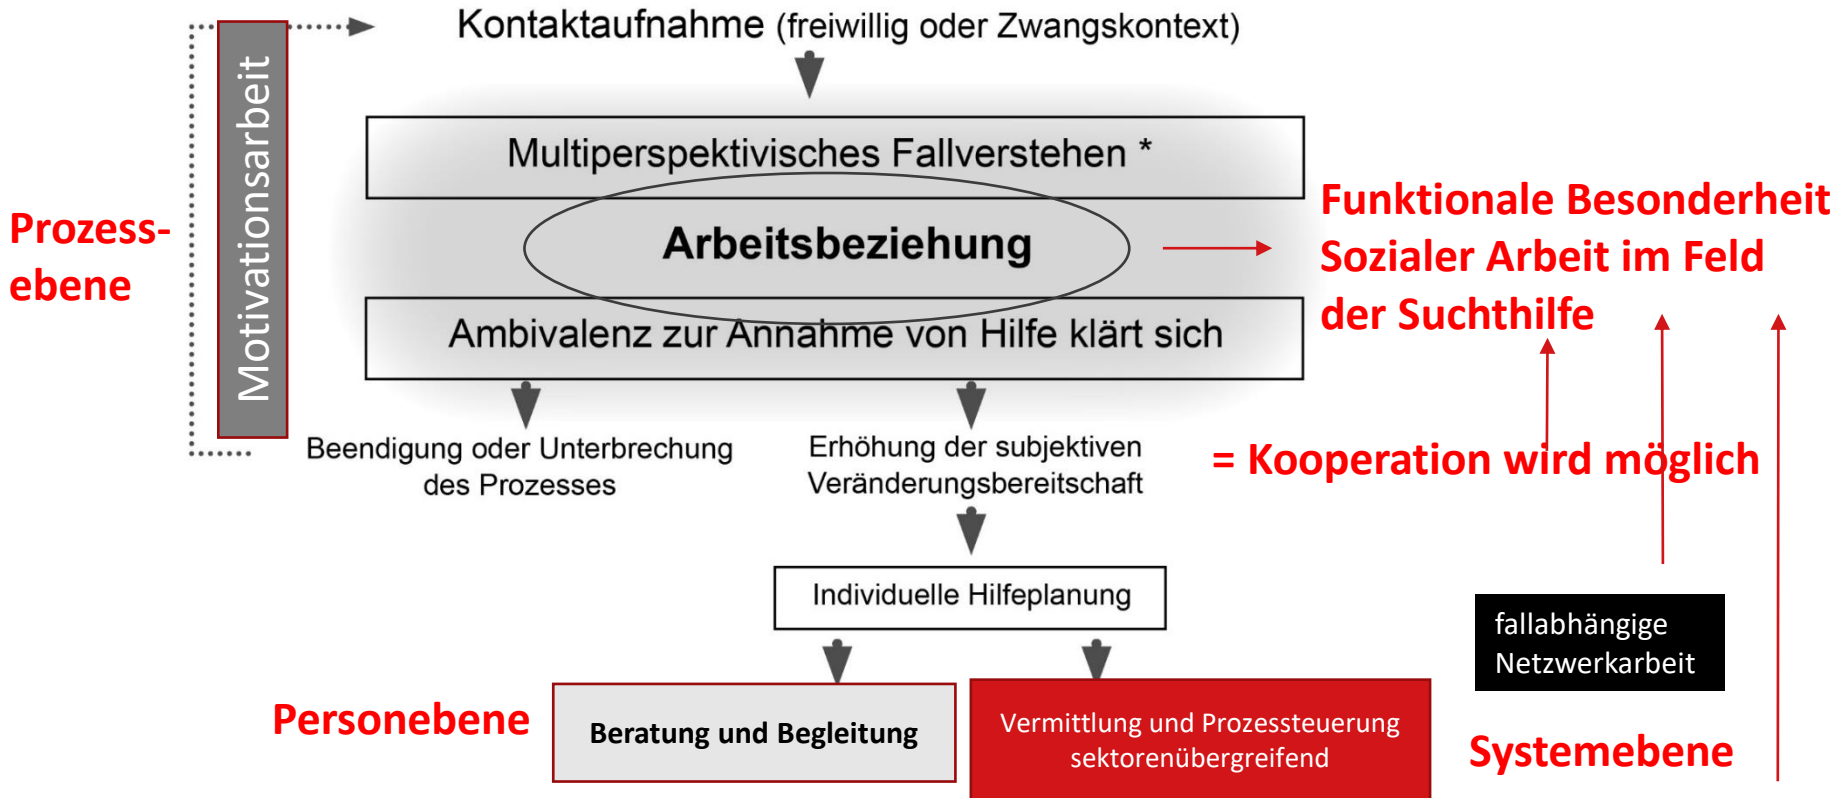 Kontaktaufnahme (freiwillig oder Zwangskontext)
Motivationsarbeit
Multiperspektivisches Fallverstehen *
Prozess-
ebene
Arbeitsbeziehung
Funktionale Besonderheit
Sozialer Arbeit im Feld
der Suchthilfe
Ambivalenz zur Annahme von Hilfe klärt sich
Beendigung oder Unterbrechung
des Prozesses
Erhöhung der subjektiven
Veränderungsbereitschaft
= Kooperation wird möglich
Individuelle Hilfeplanung
fallabhängige
Netzwerkarbeit
Personebene
Beratung und Begleitung
Vermittlung und Prozessteuerung
sektorenübergreifend
Systemebene